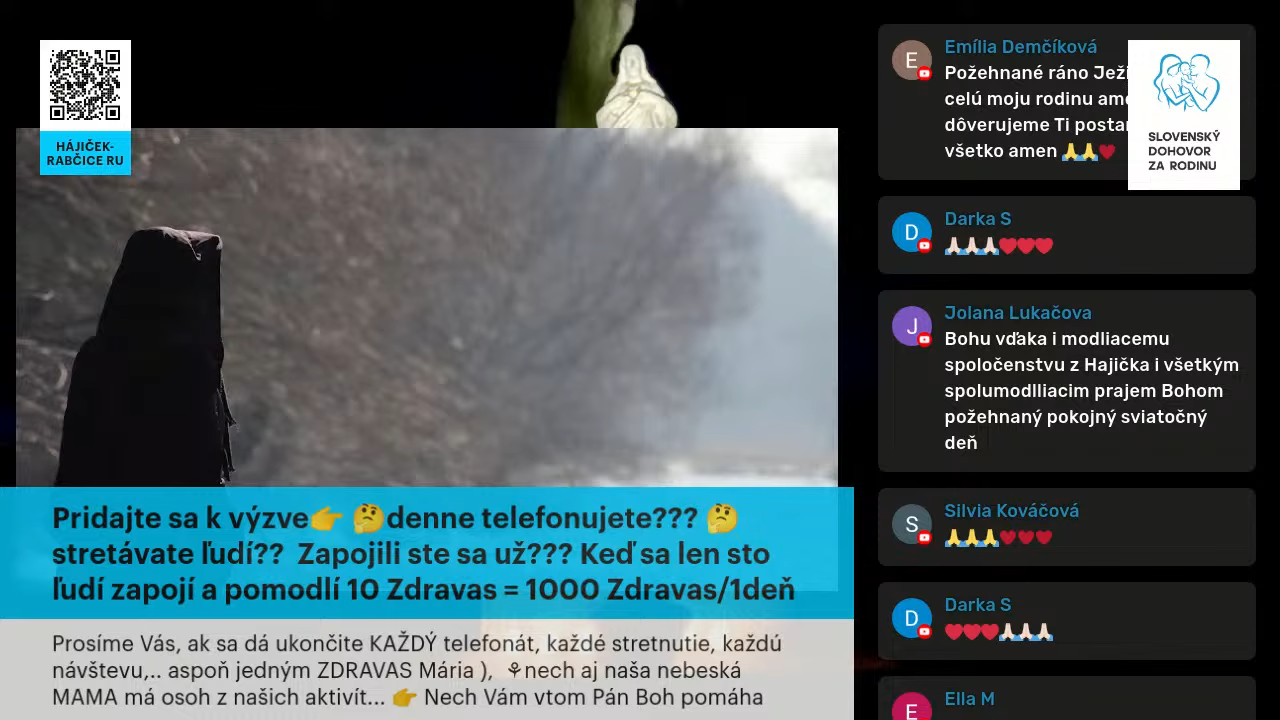 HÁJIČEK-
RABČICE RU
Pridajte sa k výzve👉 🤔denne telefonujete??? 🤔
stretávate ľudí??  Zapojili ste sa už??? Keď sa len sto
ľudí zapojí a pomodlí 10 Zdravas = 1000 Zdravas/1deň
Prosíme Vás, ak sa dá ukončite KAŽDÝ telefonát, každé stretnutie, každú
návštevu,.. aspoň jedným ZDRAVAS Mária ),  ⚘nech aj naša nebeská
MAMA má osoh z našich aktivít... 👉 Nech Vám vtom Pán Boh pomáha
Emília Demčíková
Požehnané ráno
celú moju rodinu
dôverujeme Ti
všetko amen 🙏🙏❤️
SLOVENSKÝ
DOHOVOR
ZA RODINU
Darka S
🙏🏻🙏🏻🙏🏻❤️❤️❤️
Jolana Lukačova
Bohu vďaka i modliacemu
spoločenstvu z Hajička i všetkým
spolumodlliacim prajem Bohom
požehnaný pokojný sviatočný
deň
Silvia Kováčová
🙏🙏🙏❤️❤️❤️
Darka S
❤️❤️❤️🙏🏻🙏🏻🙏🏻
Ella M